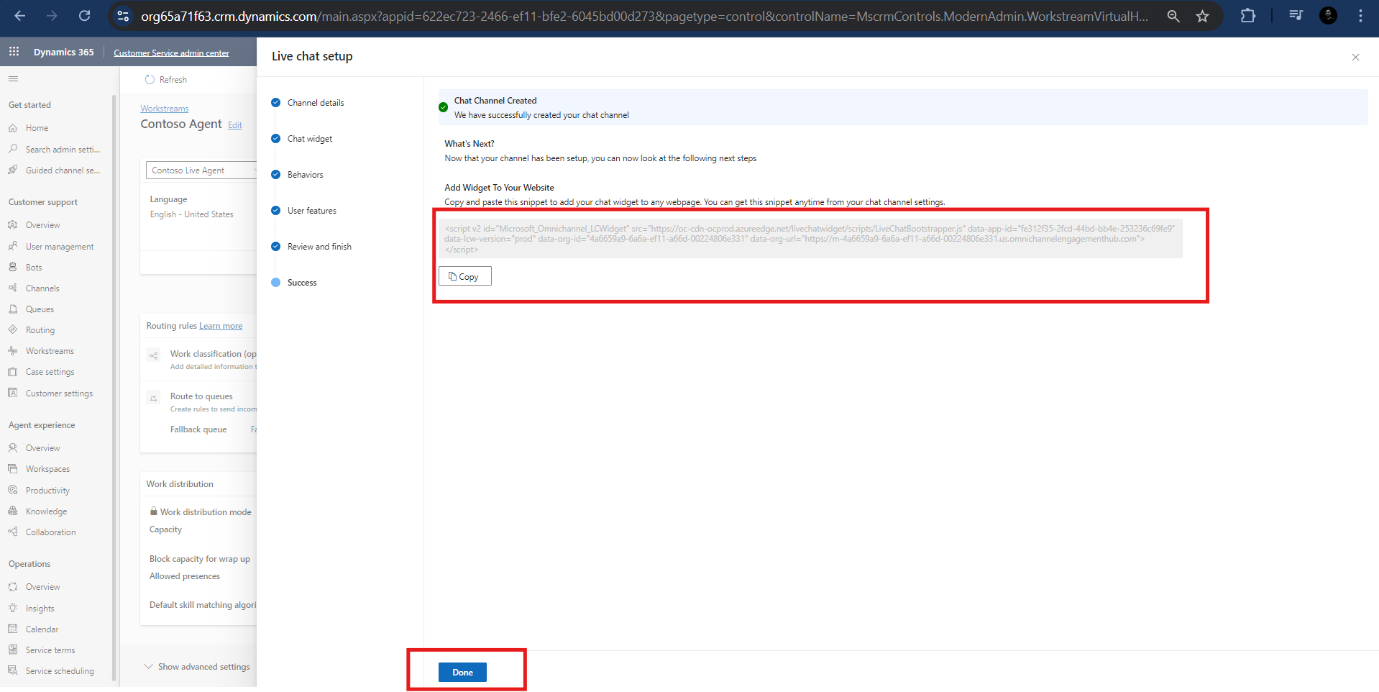 org65a71f63.crm.dynamics.com/main.aspx?appid=622ec723-2466-ef11-bfe2-6045bd00d273&pagetype=control&controlName=MscrmControls.ModernAdmin.WorkstreamVirtualH...
Dynamics 365
Customer Service admin center
Get started
Home
Search admin setti...
Guided channel se...
Customer support
Overview
User management
Bots
Channels
Queues
Routing
Workstreams
Case settings
Customer settings
Agent experience
Overview
Workspaces
Productivity
Knowledge
Collaboration
Operations
Overview
Insights
Calendar
Service terms
Service scheduling
Refresh
Workstreams
Contoso Agent Edit
Contoso Live Agent
Language
English - United States
Routing rules Learn more
Work classification (op
Add detailed information t
Route to queues
Create rules to send incom
Fallback queue Fa
Work distribution
Work distribution mode
Capacity
Block capacity for wrap up
Allowed presences
Default skill matching algori
Show advanced settings
Live chat setup
Channel details
Chat widget
Behaviors
User features
Review and finish
Success
Chat Channel Created
We have successfully created your chat channel
What's Next?
Now that your channel has been setup, you can now look at the following next steps
Add Widget To Your Website
Copy and paste this snippet to add your chat widget to any webpage. You can get this snippet anytime from your chat channel settings.
<script v2 id="Microsoft_Omnichannel_LCWidget" src="https://oc-cdn-ocprod.azureedge.net/livechatwidget/scripts/LiveChatBootstrapper.js" data-app-id="fe312f35-2fcd-44bd-bb4e-253236c69fe9"
data-lcw-version="prod" data-org-id="4a6659a9-6a6a-ef11-a66d-00224806e331" data-org-url="https://m-4a6659a9-6a6a-ef11-a66d-00224806e331.us.omnichannelengagementhub.com">
</script>
Copy
Done